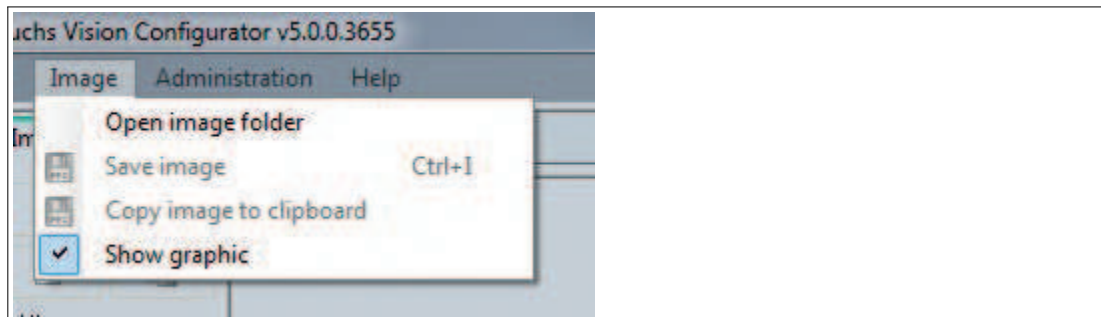 uchs Vision Configurator v5.0.0.3655
Image Administration Help
Open image folder
Im
Save image Ctrl+I
Copy image to clipboard
Show graphic